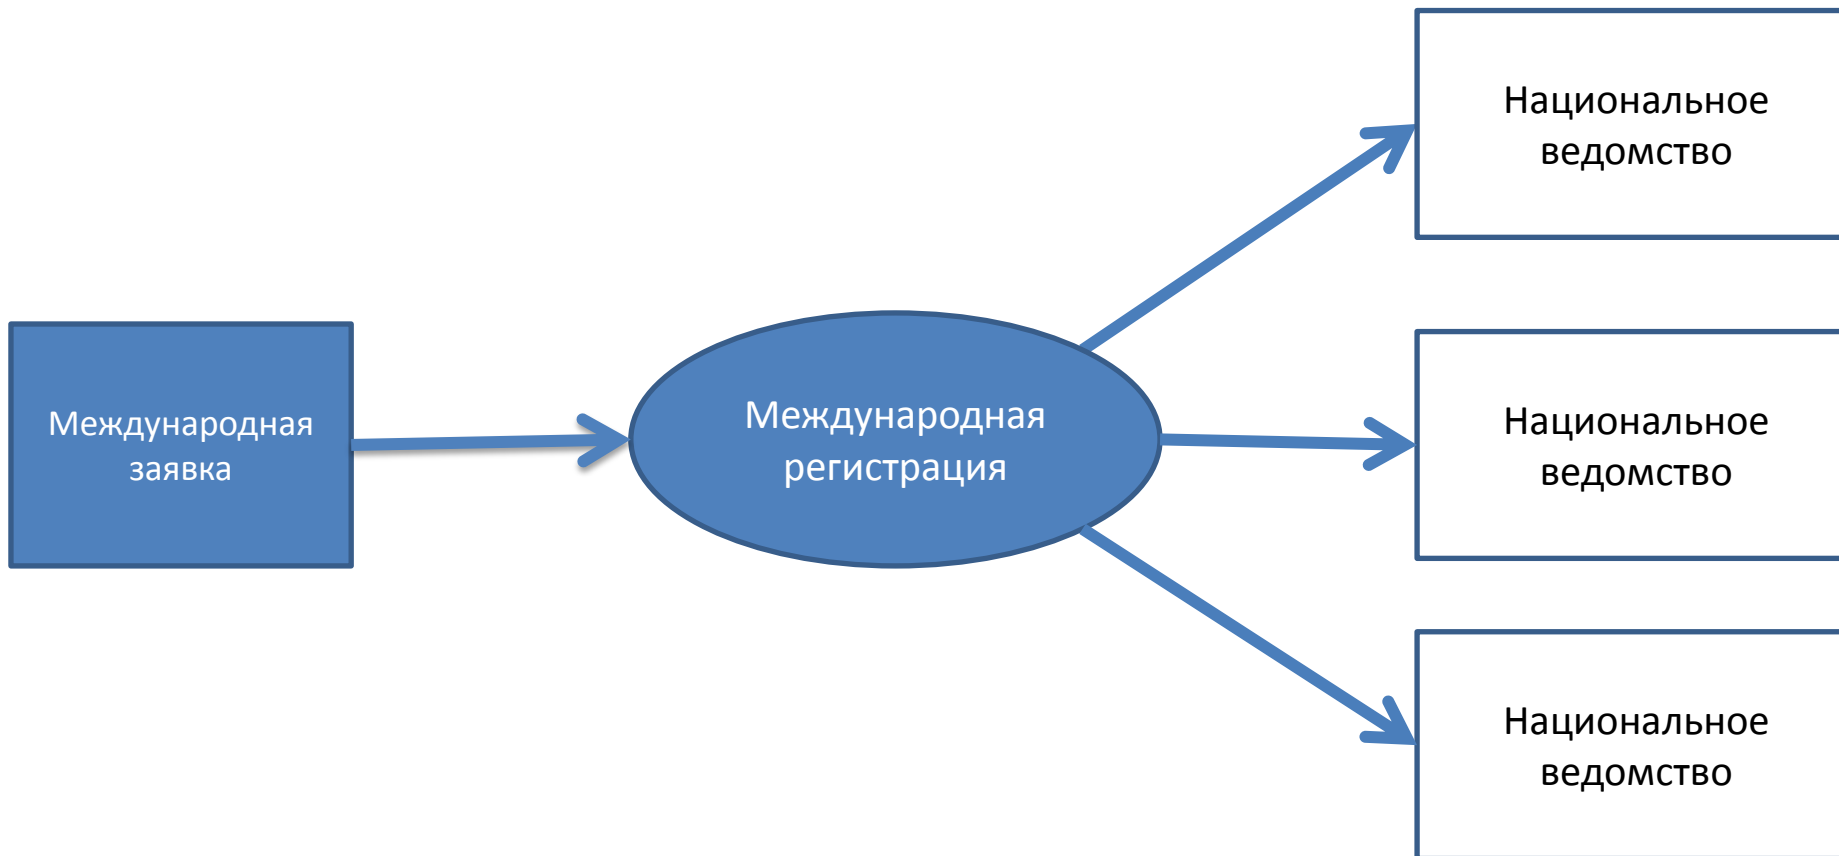 Национальное
ведомство
Международная
заявка
Международная
регистрация
Национальное
ведомство
Национальное
ведомство